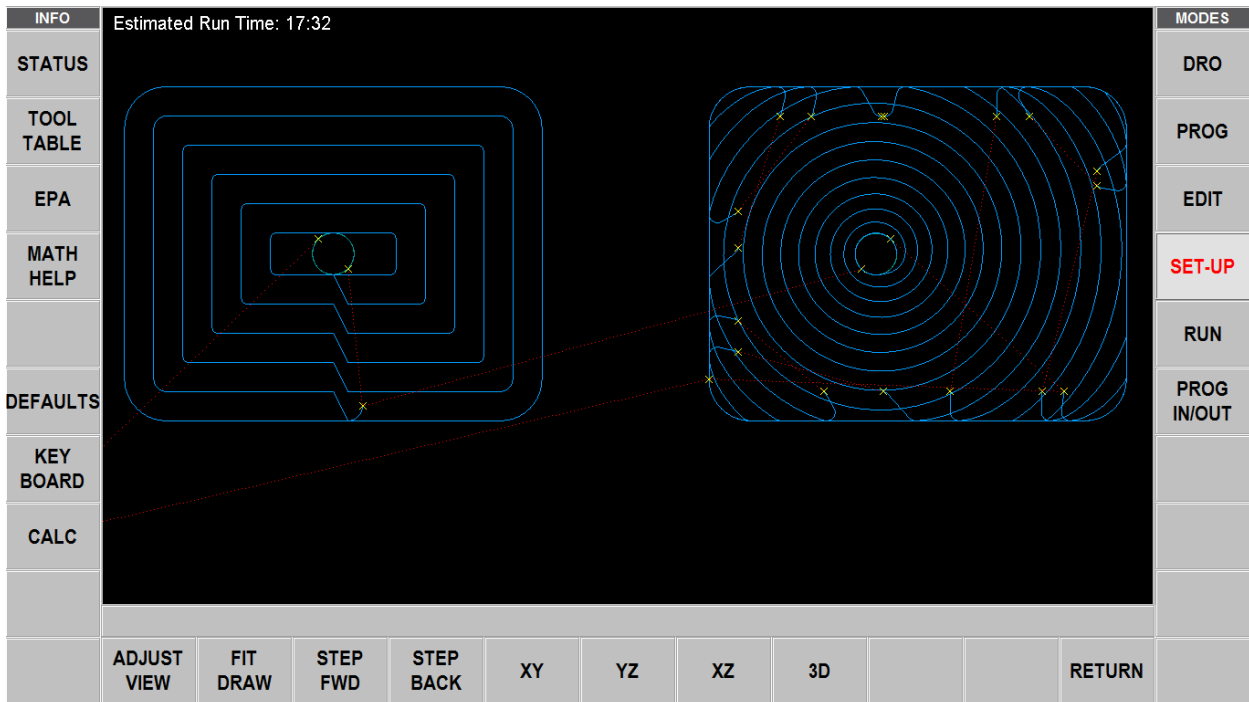 INFO
Estimated Run Time: 17:32
MODES
STATUS
TOOL
TABLE
EPA
MATH
HELP
DEFAULTS
KEY
BOARD
CALC
DRO
PROG
EDIT
SET-UP
RUN
PROG
IN/OUT
ADJUST
VIEW
FIT
DRAW
STEP
FWD
STEP
BACK
XY
YZ
XZ
3D
RETURN